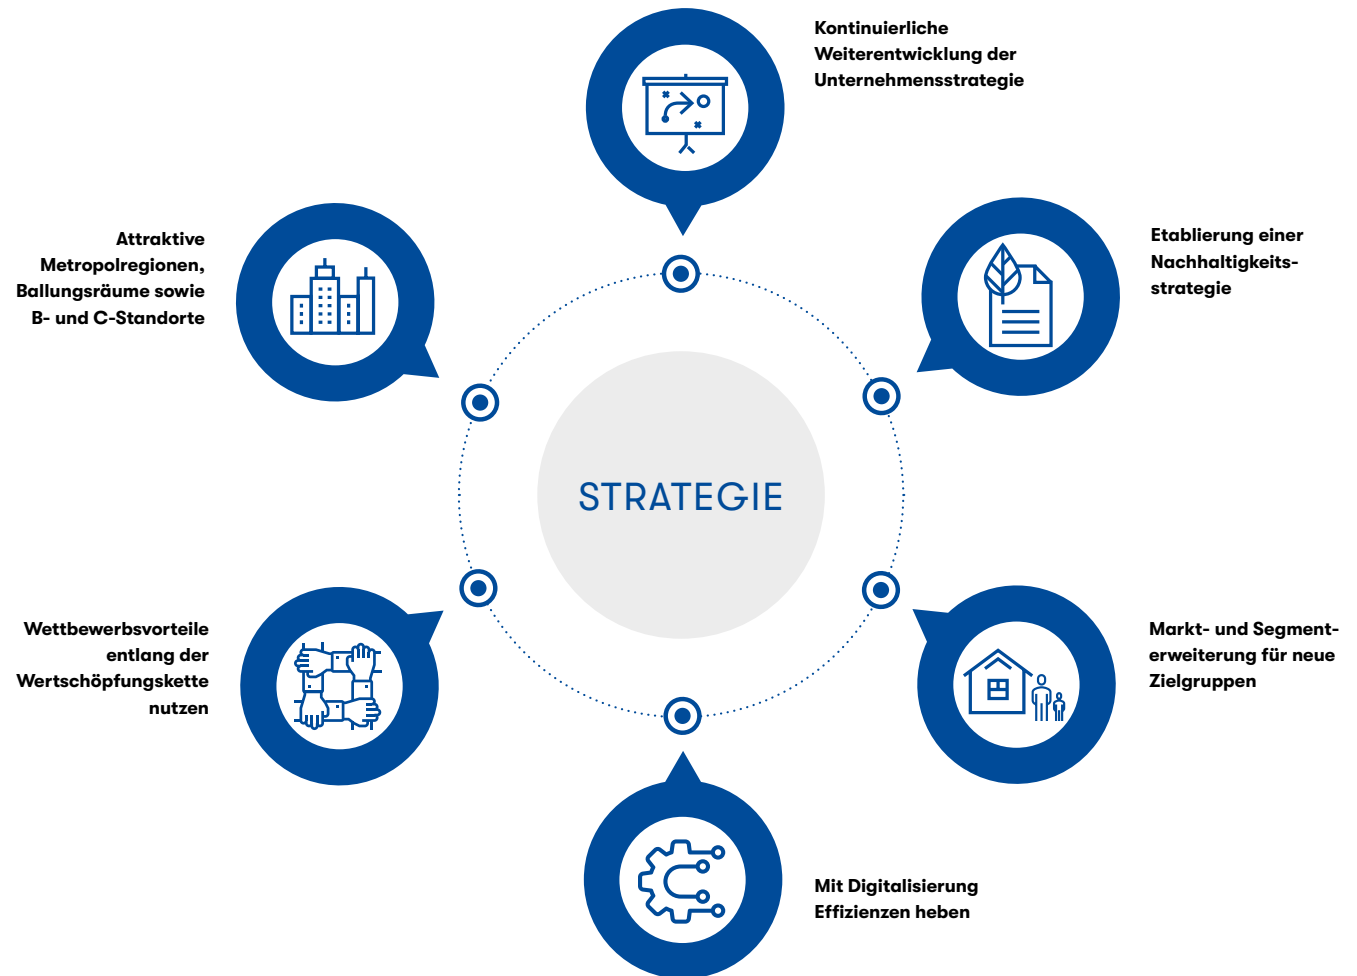 Kontinuierliche
Weiterentwicklung der
Unternehmensstrategie
Etablierung einer
Nachhaltigkeits-
strategie
Attraktive
Metropolregionen,
Ballungsräume sowie
B- und C-Standorte
STRATEGIE
Wettbewerbsvorteile
entlang der
Wertschöpfungskette
nutzen
Markt- und Segment-
erweiterung für neue
Zielgruppen
Mit Digitalisierung
Effizienzen heben